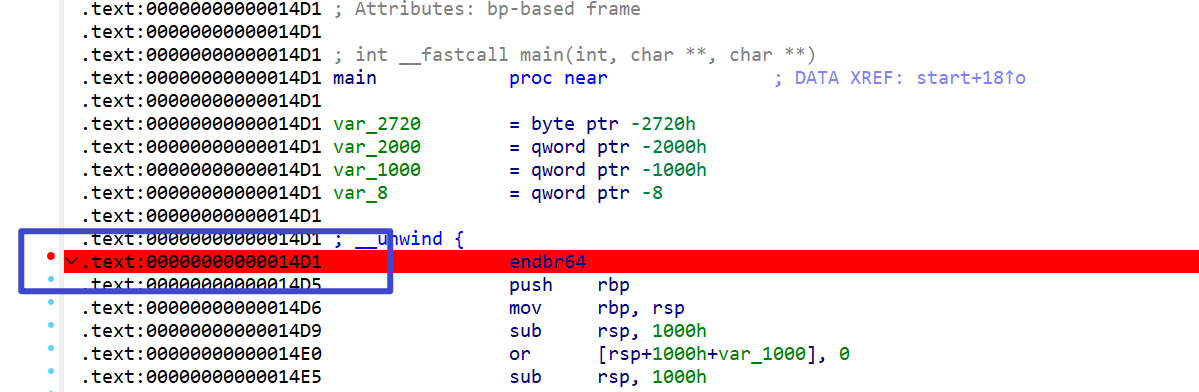 .text:00000000000014D1 ; Attributes: bp-based frame
.text:00000000000014D1
.text:00000000000014D1 ; int __fastcall main(int, char **, char **)
.text:00000000000014D1 main            proc near               ; DATA XREF: start+18↑o
.text:00000000000014D1
.text:00000000000014D1 var_2720        = byte ptr -2720h
.text:00000000000014D1 var_2000        = qword ptr -2000h
.text:00000000000014D1 var_1000        = qword ptr -1000h
.text:00000000000014D1 var_8           = qword ptr -8
.text:00000000000014D1
.text:00000000000014D1 ; __unwind {
.text:00000000000014D1                 endbr64
.text:00000000000014D5                 push    rbp
.text:00000000000014D6                 mov     rbp, rsp
.text:00000000000014D9                 sub     rsp, 1000h
.text:00000000000014E0                 or      [rsp+1000h+var_1000], 0
.text:00000000000014E5                 sub     rsp, 1000h